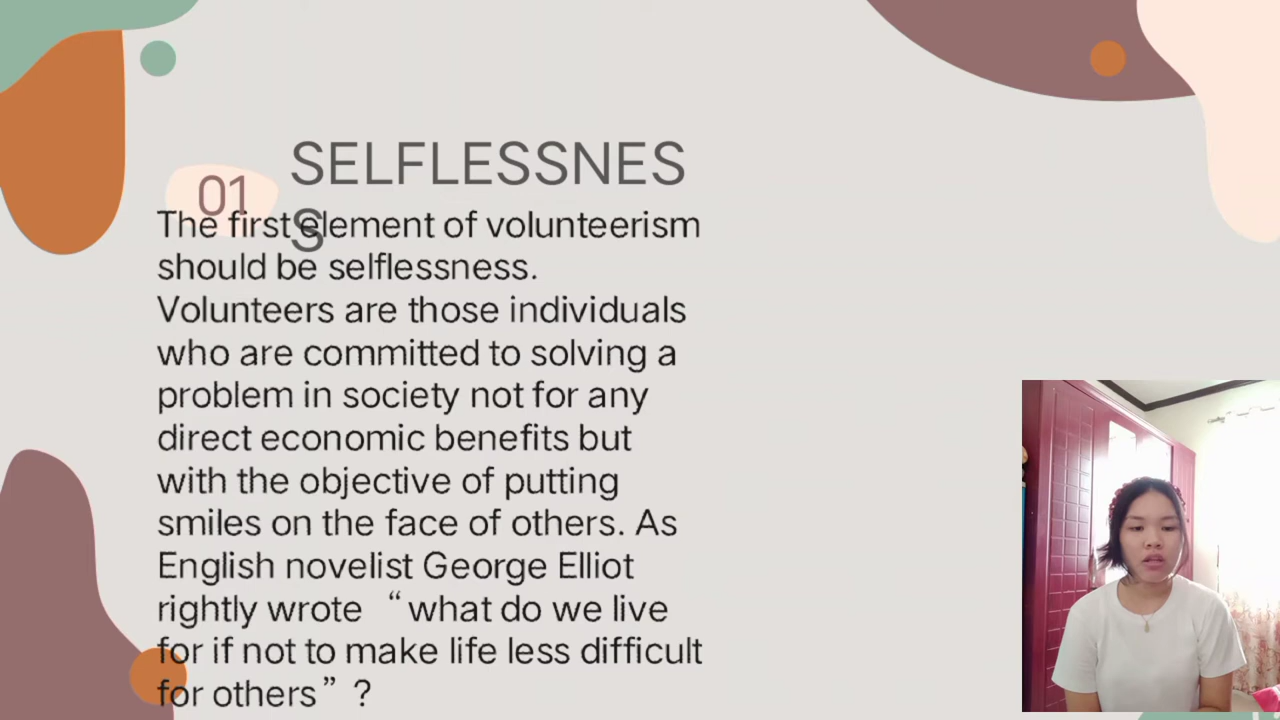 01
SELFLESSNES
S
The first element of volunteerism
should be selflessness.
Volunteers are those individuals
who are committed to solving a
problem in society not for any
direct economic benefits but
with the objective of putting
smiles on the face of others. As
English novelist George Elliot
rightly wrote “what do we live
for if not to make life less difficult
for others”?